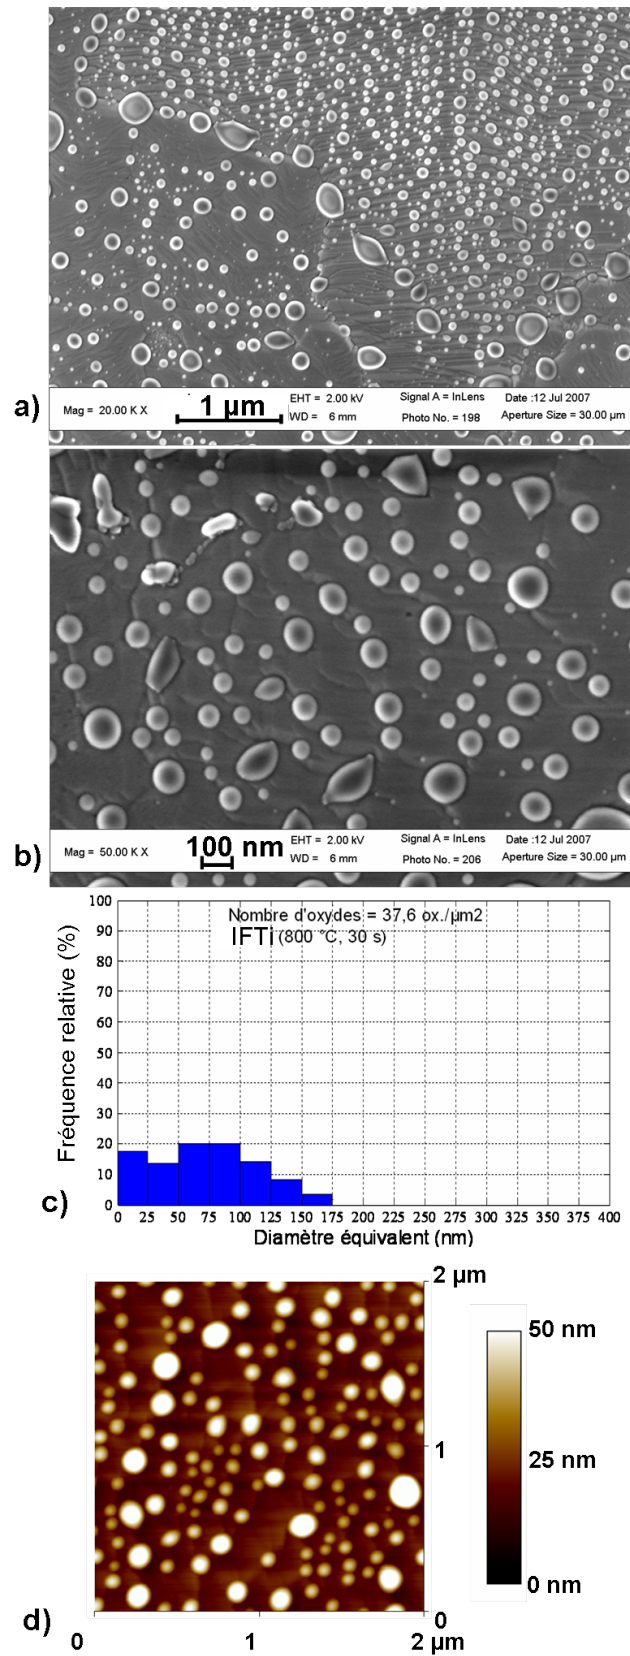 a)
Mag = 20.00 K X
1 µm
EHT = 2.00 kV
WD = 6 mm
Signal A = InLens
Photo No. = 198
Date :12 Jul 2007
Aperture Size = 30.00 µm
b)
Mag = 50.00 K X
100 nm
EHT = 2.00 kV
WD = 6 mm
Signal A = InLens
Photo No. = 206
Date :12 Jul 2007
Aperture Size = 30.00 µm
c)
Nombre d'oxydes = 37,6 ox./µm2
IFTi (800 °C, 30 s)
Fréquence relative (%)
100
90
80
70
60
50
40
30
20
10
0
0 25 50 75 100 125 150 175 200 225 250 275 300 325 350 375 400
Diamètre équivalent (nm)
d)
2 µm
1
0
0 1 2 µm
50 nm
25 nm
0 nm